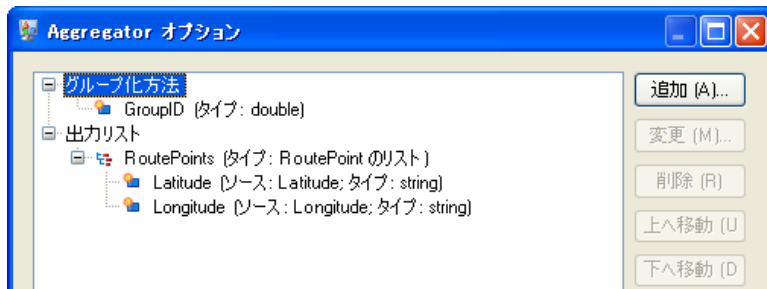 Aggregator オプション
グループ化方法
GroupID (タイプ: double)
出力リスト
RoutePoints (タイプ: RoutePoint のリスト)
Latitude (ソース: Latitude; タイプ: string)
Longitude (ソース: Longitude; タイプ: string)
追加 (A)...
変更 (M)...
削除 (R)
上へ移動 (U
下へ移動 (D